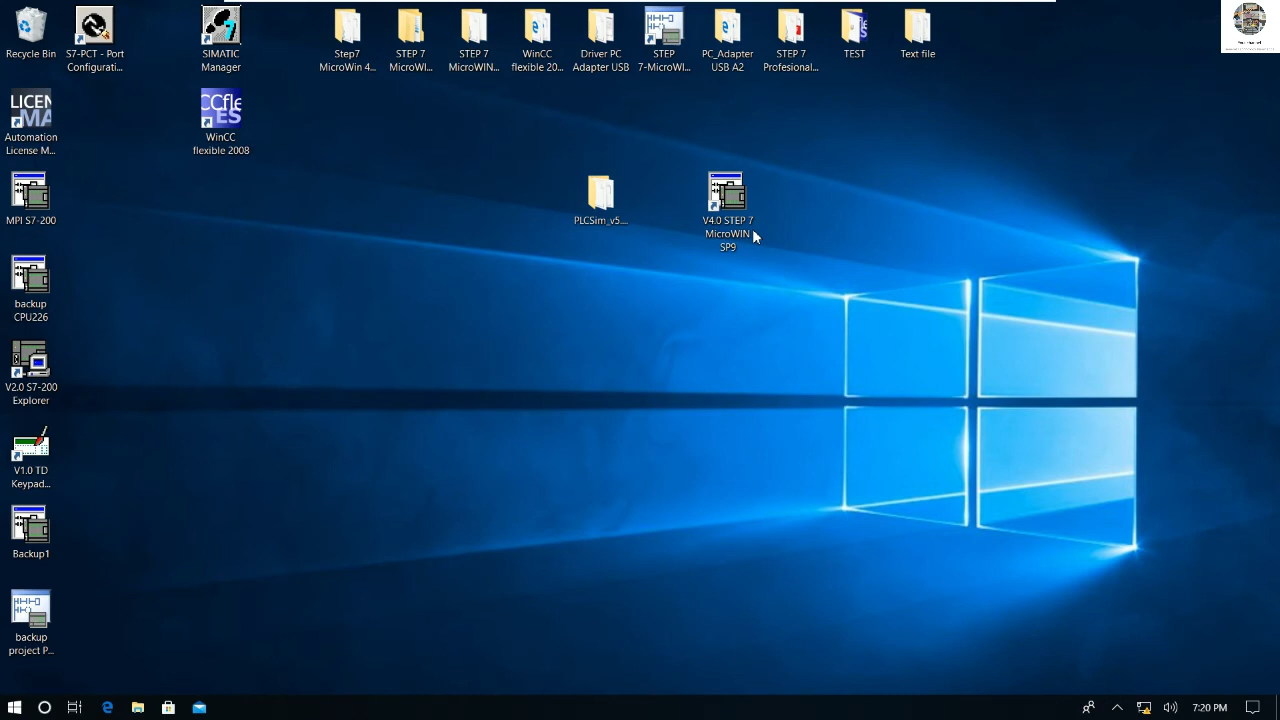 Recycle Bin
S7-PCT - Port
Configurati...
SIMATIC
Manager
Step7
MicroWin 4...
STEP 7
MicroWI...
STEP 7
MicroWIN...
WinCC
flexible 20...
Driver PC
Adapter USB
STEP
7-MicroWI...
PC_Adapter
USB A2
STEP 7
Profesional...
TEST
Text file
Automation
License M...
WinCC
flexible 2008
MPI S7-200
PLCSim_v5....
V4.0 STEP 7
MicroWIN
SP9
backup
CPU226
V2.0 S7-200
Explorer
V1.0 TD
Keypad...
Backup1
backup
project P...
7:20 PM